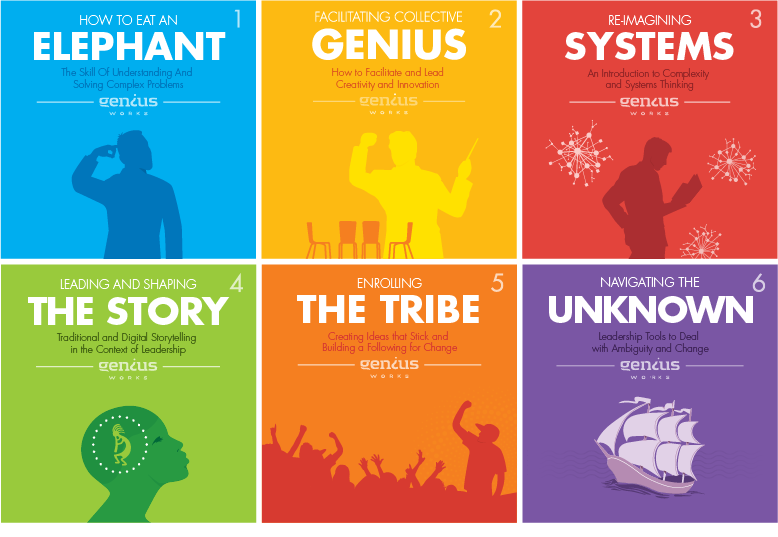 1
HOW TO EAT AN
ELEPHANT
The Skill Of Understanding And
Solving Complex Problems
genius
WORKS
2
FACILITATING COLLECTIVE
GENIUS
How to Facilitate and Lead
Creativity and Innovation
genius
WORKS
3
RE-IMAGINING
SYSTEMS
An Introduction to Complexity
and Systems Thinking
genius
WORKS
4
LEADING AND SHAPING
THE STORY
Traditional and Digital Storytelling
in the Context of Leadership
genius
WORKS
5
ENROLLING
THE TRIBE
Creating Ideas that Stick and
Building a Following for Change
genius
WORKS
6
NAVIGATING THE
UNKNOWN
Leadership Tools to Deal
with Ambiguity and Change
genius
WORKS